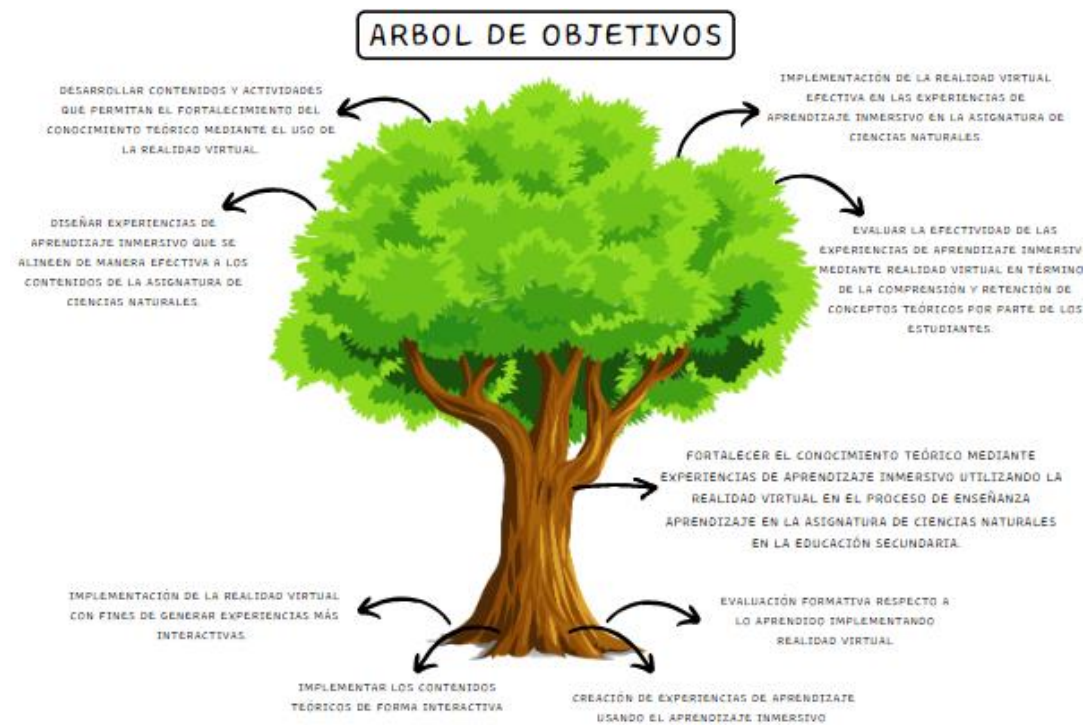 ARBOL DE OBJETIVOS
DESARROLLAR CONTENIDOS Y ACTIVIDADES
QUE PERMITAN EL FORTALECIMIENTO DEL
CONOCIMIENTO TEÓRICO MEDIANTE EL USO DE
LA REALIDAD VIRTUAL.
IMPLEMENTACIÓN DE LA REALIDAD VIRTUAL
EFECTIVA EN LAS EXPERIENCIAS DE
APRENDIZAJE INMERSIVO EN LA ASIGNATURA DE
CIENCIAS NATURALES.
DISEÑAR EXPERIENCIAS DE
APRENDIZAJE INMERSIVO QUE SE
ALINEEN DE MANERA EFECTIVA A LOS
CONTENIDOS DE LA ASIGNATURA DE
CIENCIAS NATURALES.
EVALUAR LA EFECTIVIDAD DE LAS
EXPERIENCIAS DE APRENDIZAJE INMERSIV
MEDIANTE REALIDAD VIRTUAL EN TÉRMINO
DE LA COMPRENSIÓN Y RETENCIÓN DE
CONCEPTOS TEÓRICOS POR PARTE DE LOS
ESTUDIANTES.
FORTALECER EL CONOCIMIENTO TEÓRICO MEDIANTE
EXPERIENCIAS DE APRENDIZAJE INMERSIVO UTILIZANDO LA
REALIDAD VIRTUAL EN EL PROCESO DE ENSEÑANZA
APRENDIZAJE EN LA ASIGNATURA DE CIENCIAS NATURALES
EN LA EDUCACIÓN SECUNDARIA.
IMPLEMENTACIÓN DE LA REALIDAD VIRTUAL
CON FINES DE GENERAR EXPERIENCIAS MÁS
INTERACTIVAS.
EVALUACIÓN FORMATIVA RESPECTO A
LO APRENDIDO IMPLEMENTANDO
REALIDAD VIRTUAL
IMPLEMENTAR LOS CONTENIDOS
TEÓRICOS DE FORMA INTERACTIVA
CREACIÓN DE EXPERIENCIAS DE APRENDIZAJE
USANDO EL APRENDIZAJE INMERSIVO